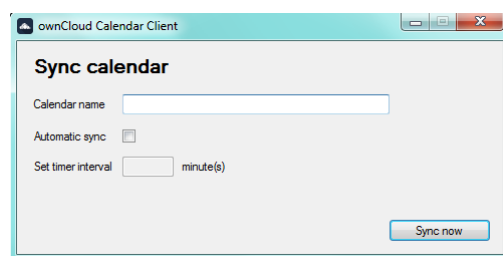 ownCloud Calendar Client
Sync calendar
Calendar name
Automatic sync
Set timer interval minute(s)
Sync now